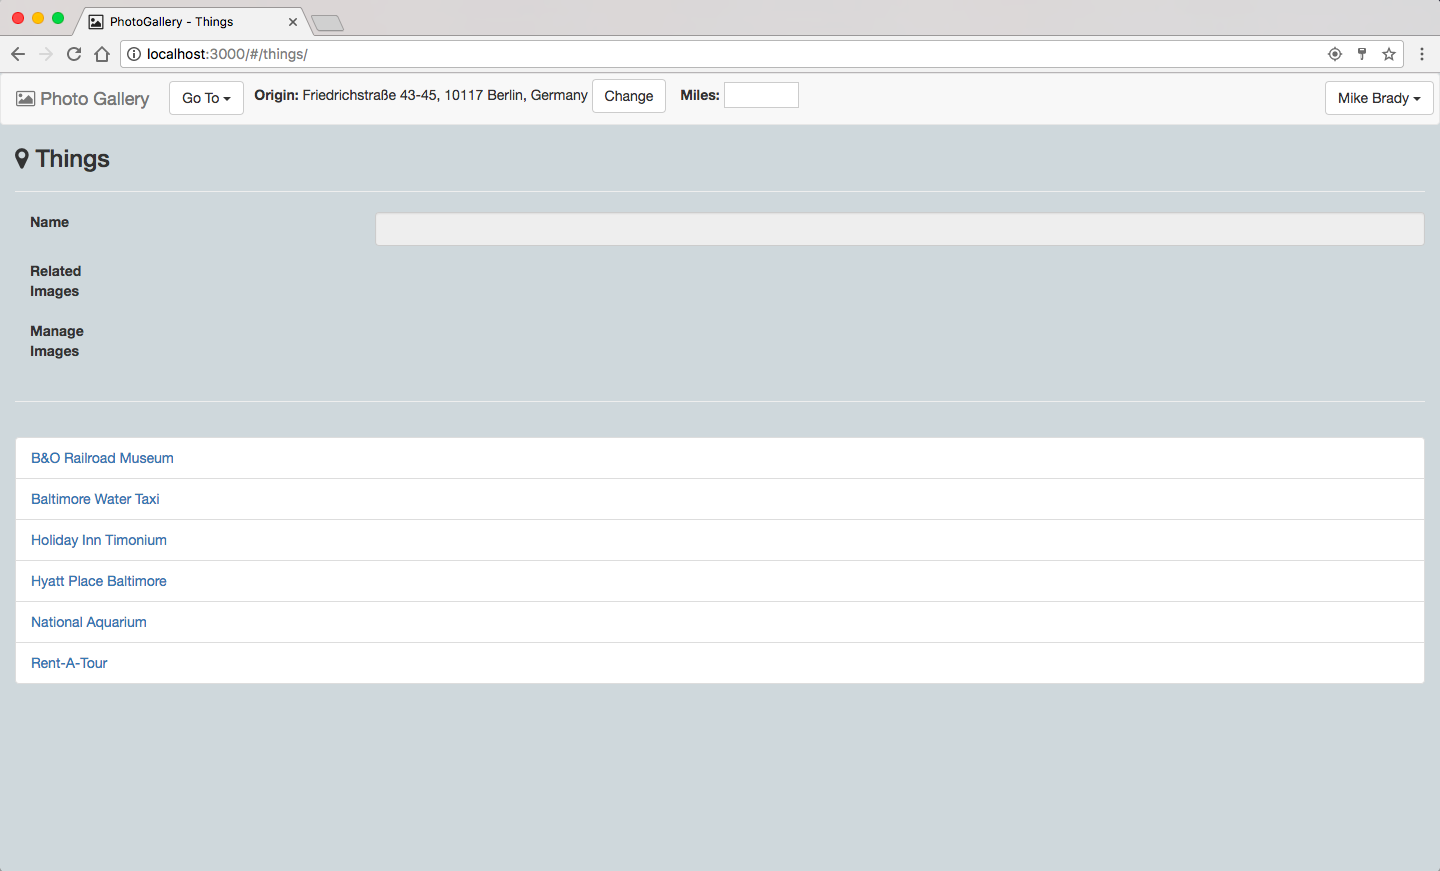 PhotoGallery - Things
localhost:3000/#/things/
Photo Gallery
Go To
Origin: Friedrichstraße 43-45, 10117 Berlin, Germany
Change
Miles:
Mike Brady
Things
Name
Related
Images
Manage
Images
B&O Railroad Museum
Baltimore Water Taxi
Holiday Inn Timonium
Hyatt Place Baltimore
National Aquarium
Rent-A-Tour